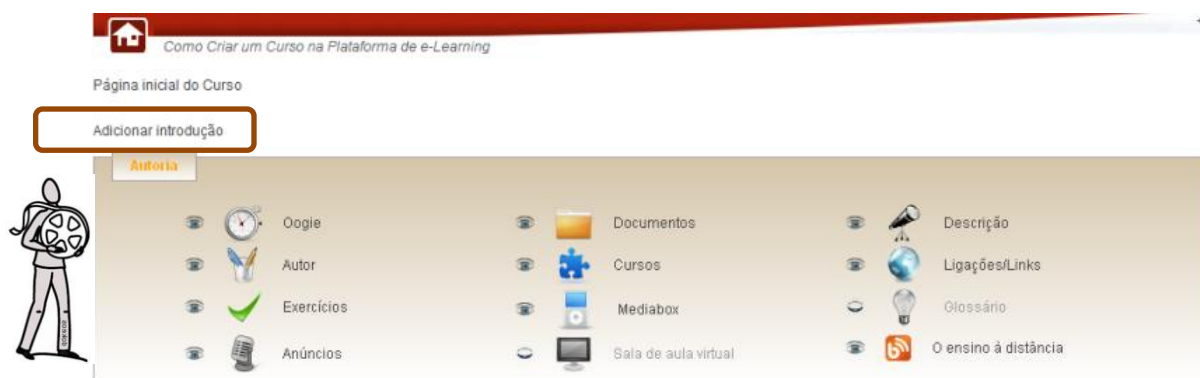 Como Criar um Curso na Plataforma de e-Learning
Página inicial do Curso
Adicionar introdução
Autoria
Oogie Documentos Descrição
Autor Cursos Ligações/Links
Exercícios Mediabox Glossário
Anúncios Sala de aula virtual O ensino à distância